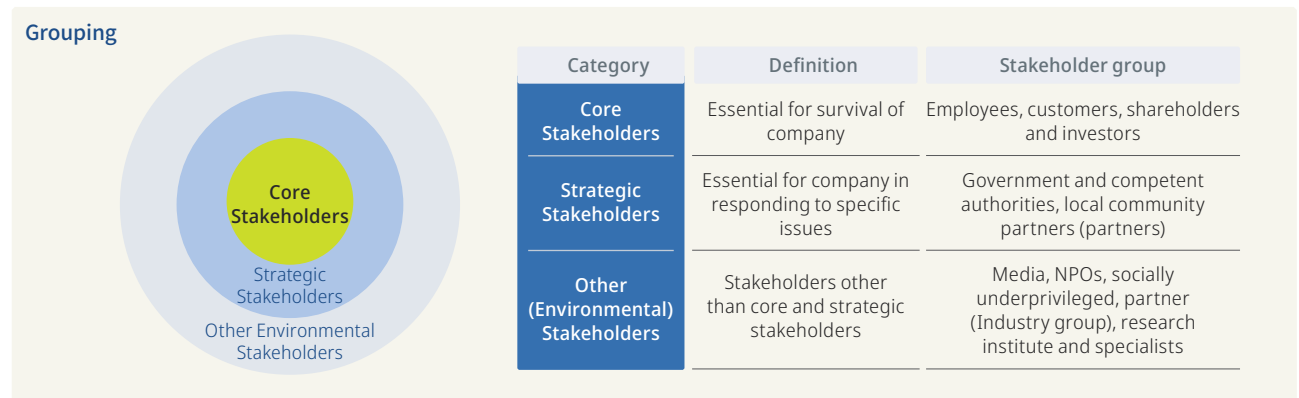 Grouping
Core
Stakeholders
Strategic
Stakeholders
Other Environmental
Stakeholders
Category
Definition
Stakeholder group
Core
Stakeholders
Essential for survival of
company
Employees, customers, shareholders
and investors
Strategic
Stakeholders
Essential for company in
responding to specific
issues
Government and competent
authorities, local community
partners (partners)
Other
(Environmental)
Stakeholders
Stakeholders other
than core and strategic
stakeholders
Media, NPOs, socially
underprivileged, partner
(Industry group), research
institute and specialists